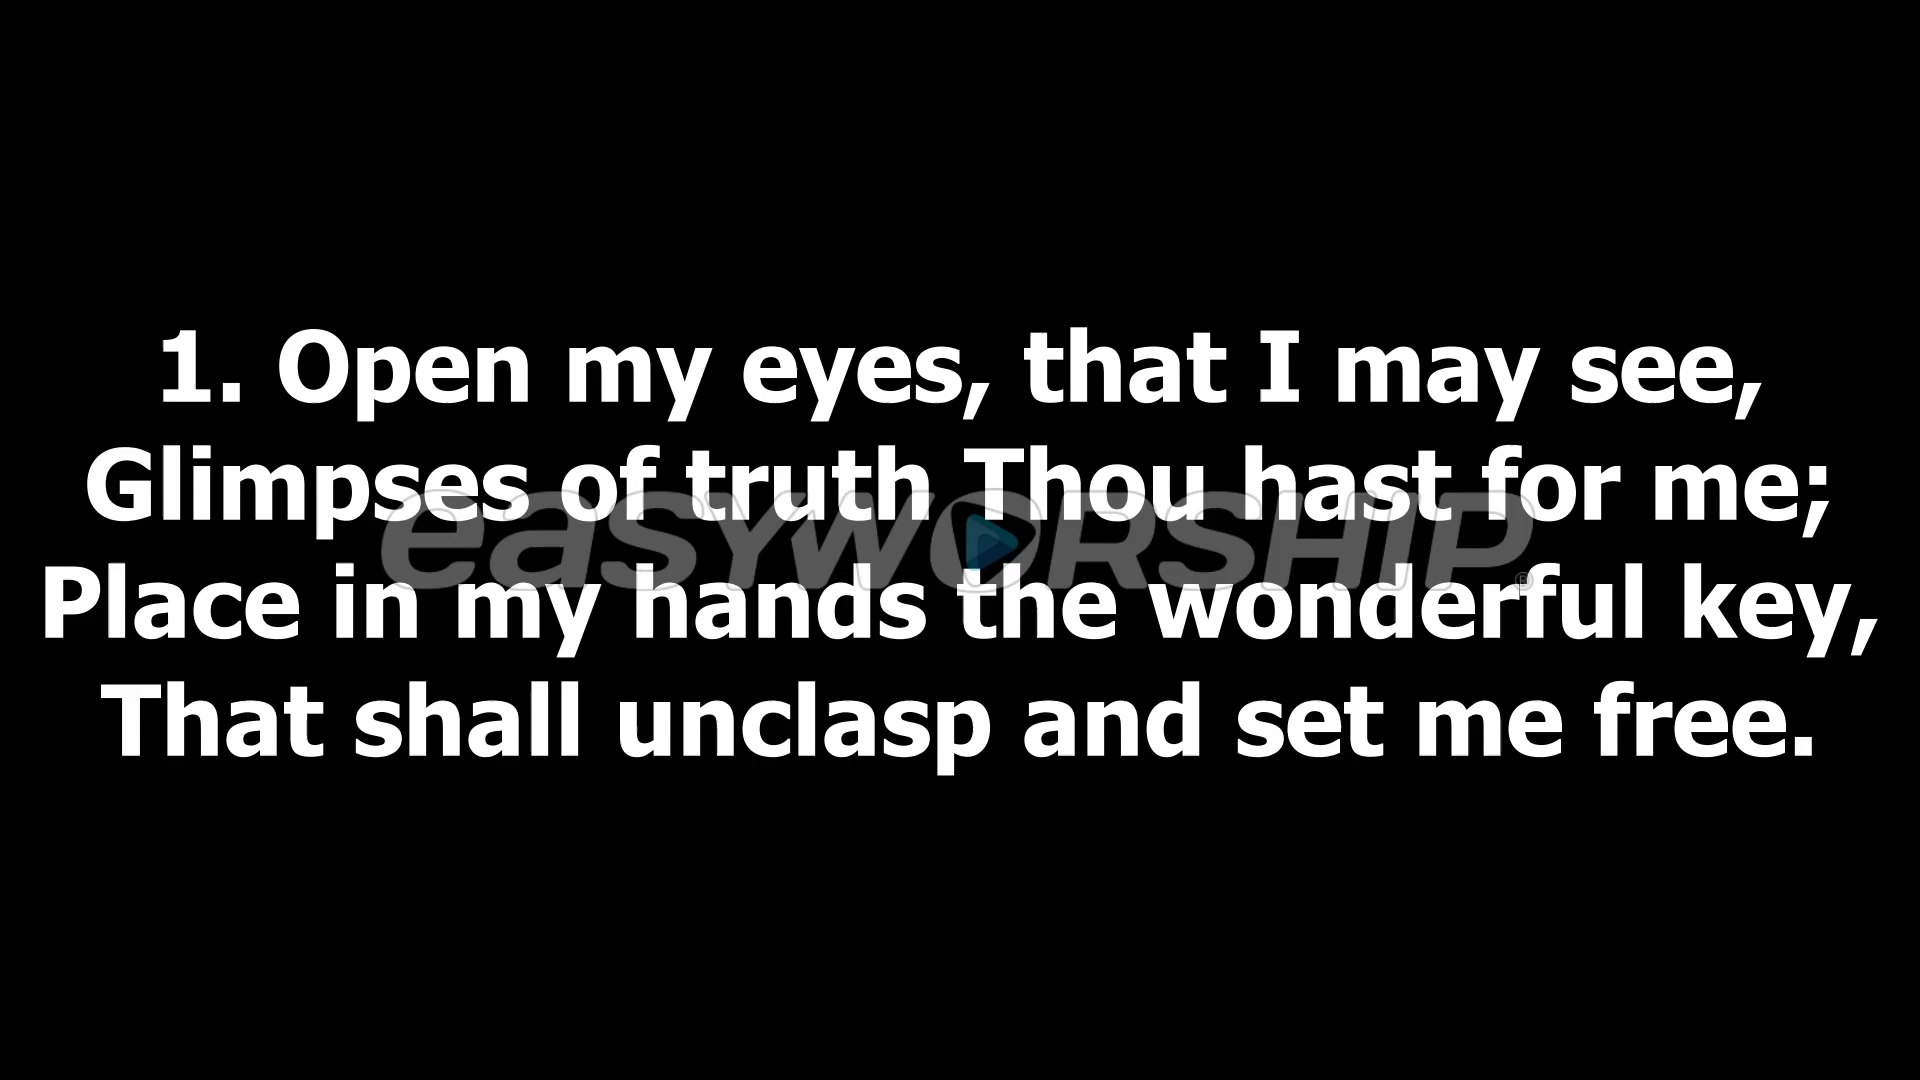 1. Open my eyes, that I may see,
Glimpses of truth Thou hast for me;
easyworship®
Place in my hands the wonderful key,
That shall unclasp and set me free.